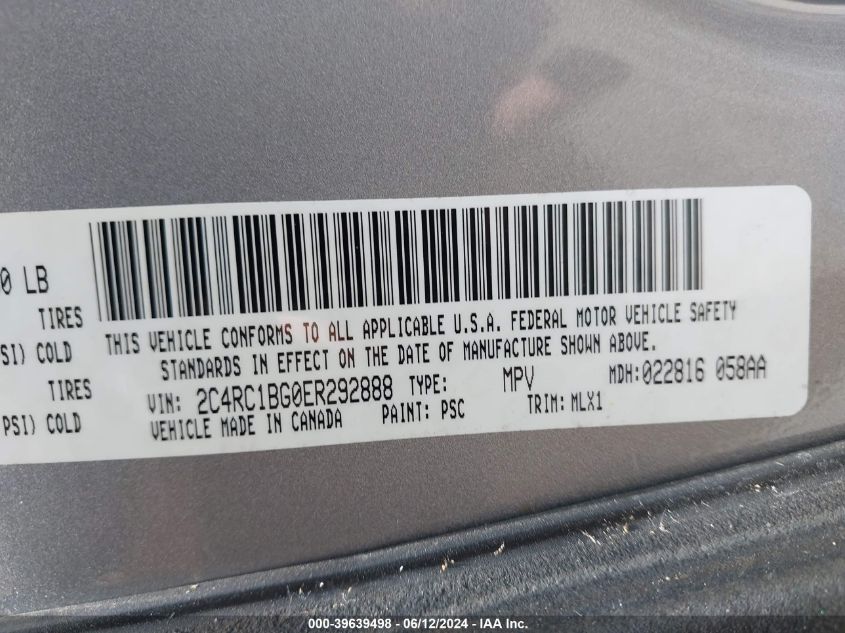 0 LB
TIRES
SI) COLD
TIRES
PSI) COLD
THIS VEHICLE CONFORMS TO ALL APPLICABLE U.S.A. FEDERAL MOTOR VEHICLE SAFETY
STANDARDS IN EFFECT ON THE DATE OF MANUFACTURE SHOWN ABOVE.
VIN: 2C4RC1BG0ER292888 TYPE: MPV MDH:022816 058AA
VEHICLE MADE IN CANADA PAINT: PSC TRIM: MLX1
000-39639498 - 06/12/2024 - IAA Inc.